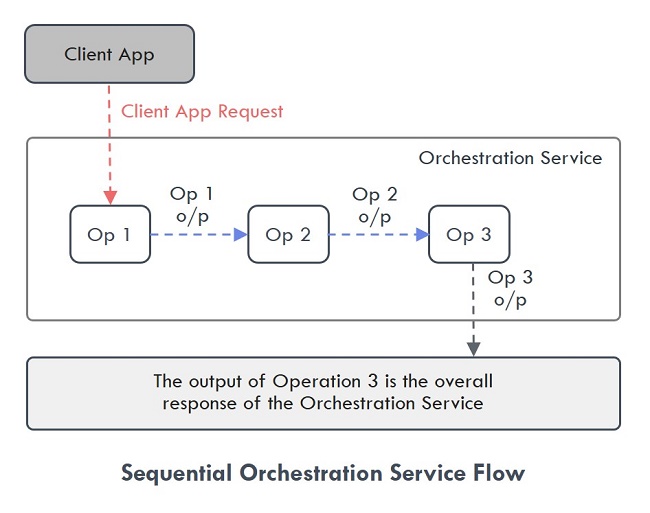 Client App
Client App Request
Orchestration Service
Op 1
o/p
Op 2
o/p
Op 1
Op 2
Op 3
Op 3
o/p
The output of Operation 3 is the overall
response of the Orchestration Service
Sequential Orchestration Service Flow